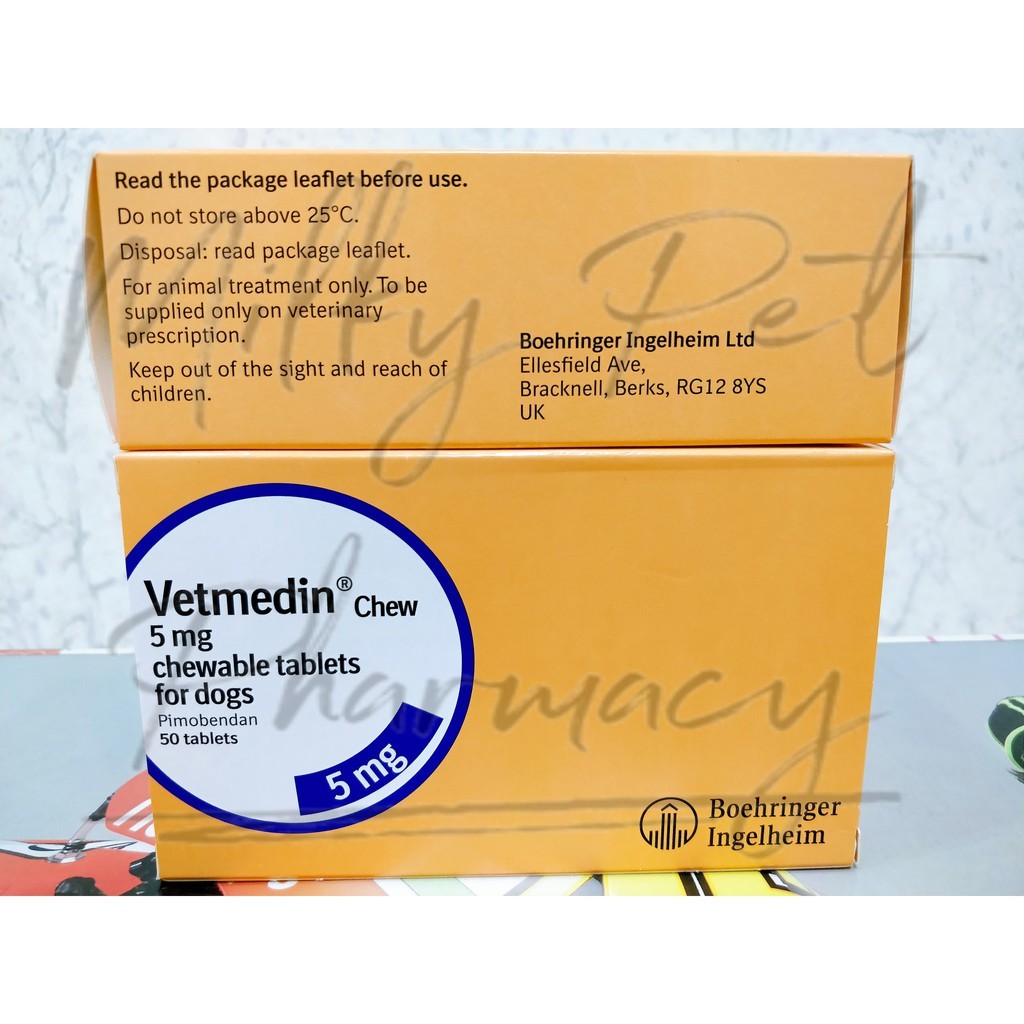 Read the package leaflet before use.
Do not store above 25°C.
Disposal: read package leaflet.
For animal treatment only. To be
supplied only on veterinary
prescription.
Keep out of the sight and reach of
children.
Boehringer Ingelheim Ltd
Ellesfield Ave,
Bracknell, Berks, RG12 8YS
UK
Vetmedin® Chew
5 mg
chewable tablets
for dogs
Pimobendan
50 tablets
5 mg
Boehringer
Ingelheim
Milky Pet
Pharmacy